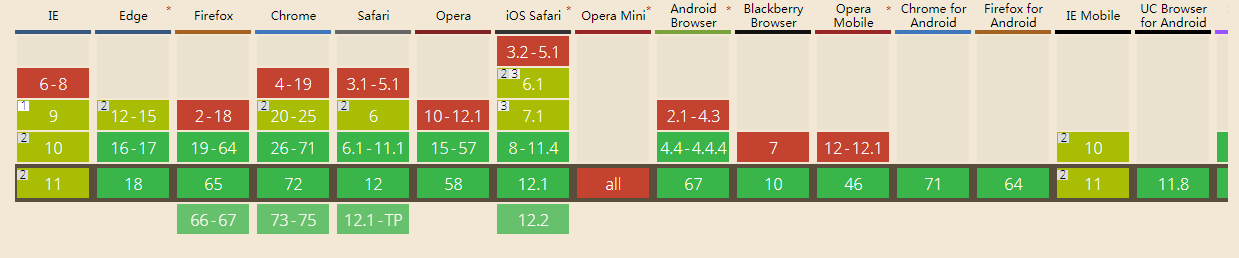 IE Edge * Firefox Chrome Safari Opera iOS Safari * Opera Mini * Android Browser * Blackberry Browser Opera Mobile * Chrome for Android Firefox for Android IE Mobile UC Browser for Android
3.2-5.1
6-8 4-19 3.1-5.1 2 3 6.1
1 9 2 12-15 2-18 2 20-25 2 6 10-12.1 3 7.1 2.1-4.3
2 10 16-17 19-64 26-71 6.1-11.1 15-57 8-11.4 4.4-4.4.4 7 12-12.1 2 10
2 11 18 65 72 12 58 12.1 all 67 10 46 71 64 2 11 11.8
66-67 73-75 12.1-TP 12.2